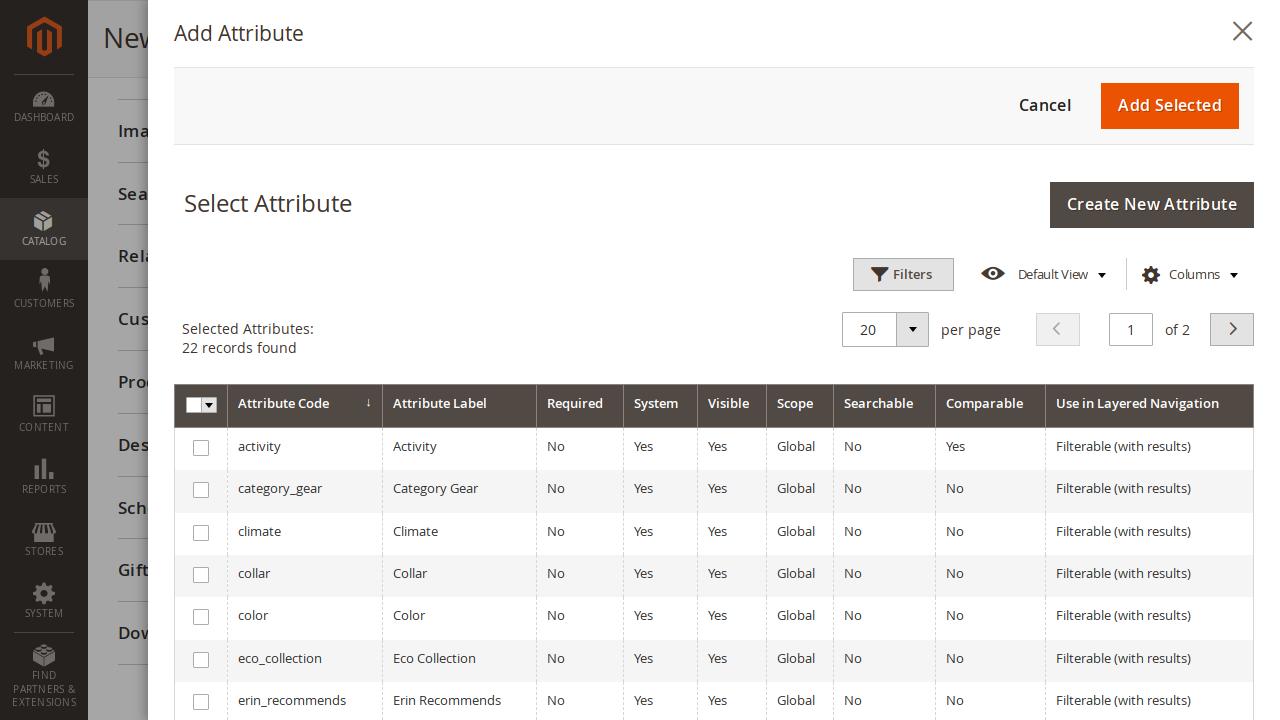 New
Add Attribute
Cancel
Add Selected
Select Attribute
Create New Attribute
Filters
Default View
Columns
Selected Attributes:
22 records found
20
per page
1
of 2
Attribute Code ↓ Attribute Label Required System Visible Scope Searchable Comparable Use in Layered Navigation
activity Activity No Yes Yes Global No Yes Filterable (with results)
category_gear Category Gear No Yes Yes Global No No Filterable (with results)
climate Climate No Yes Yes Global No No Filterable (with results)
collar Collar No Yes Yes Global No No Filterable (with results)
color Color No Yes Yes Global No No Filterable (with results)
eco_collection Eco Collection No Yes Yes Global No No Filterable (with results)
erin_recommends Erin Recommends No Yes Yes Global No No Filterable (with results)
DASHBOARD
SALES
CATALOG
CUSTOMERS
MARKETING
CONTENT
REPORTS
STORES
SYSTEM
FIND
PARTNERS &
EXTENSIONS
Ima
Sea
Rela
Cus
Pro
Des
Sch
Gift
Dow